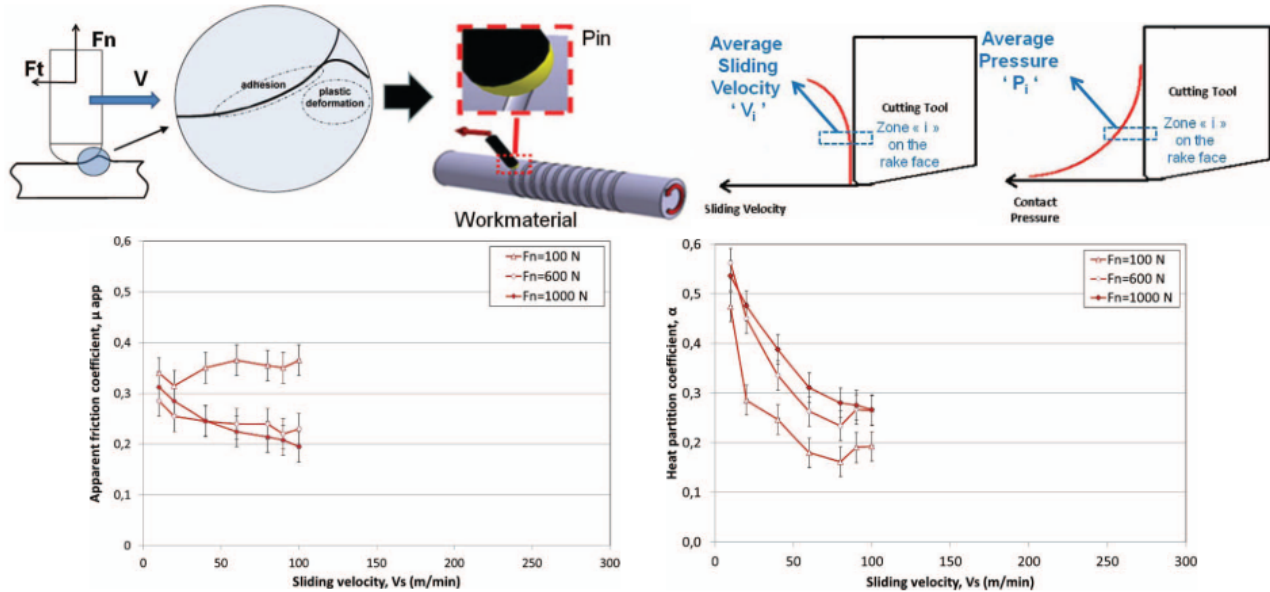 Fn
Ft
V
adhesion
plastic
deformation
Pin
Workmaterial
Average
Sliding
Velocity
‘ Vi ’
Cutting Tool
Zone « i »
on the
rake face
Sliding Velocity
Average
Pressure
‘ Pi ‘
Cutting Tool
Zone « i »
on the
rake face
Contact
Pressure
Apparent friction coefficient, µ app
0,6
0,5
0,4
0,3
0,2
0,1
0
0 50 100 150 200 250 300
Sliding velocity, Vs (m/min)
Fn=100 N
Fn=600 N
Fn=1000 N
Heat partition coefficient, α
0,6
0,5
0,4
0,3
0,2
0,1
0,0
0 50 100 150 200 250 300
Sliding velocity, Vs (m/min)
Fn=100 N
Fn=600 N
Fn=1000 N